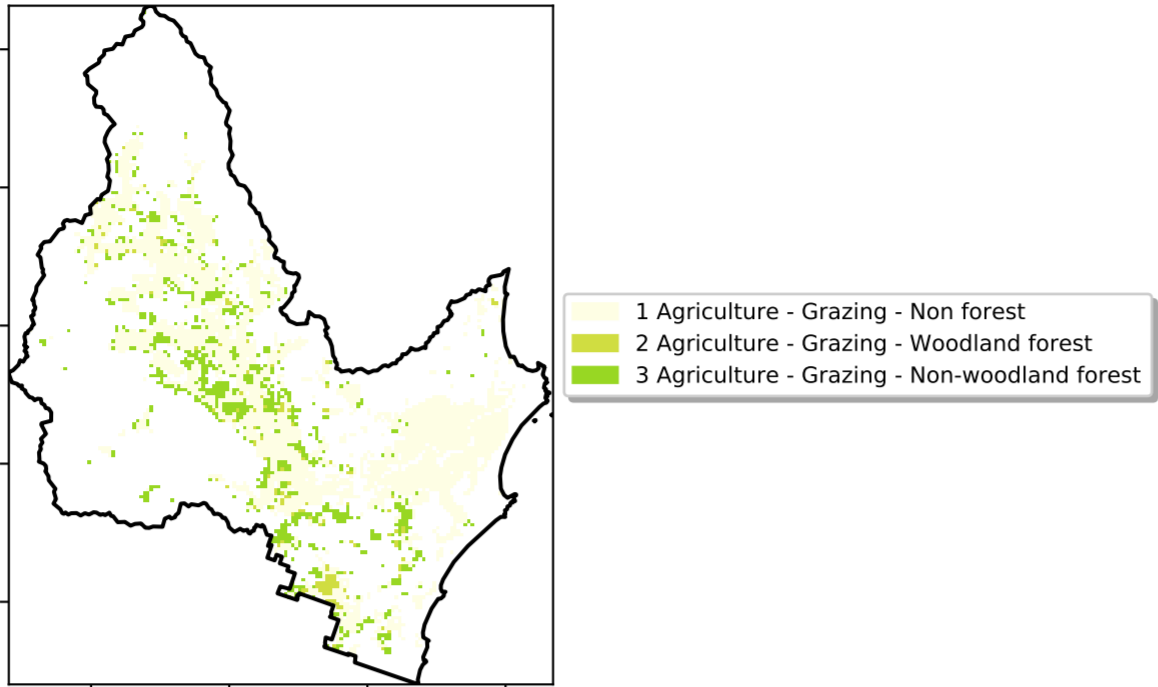 1 Agriculture - Grazing - Non forest
2 Agriculture - Grazing - Woodland forest
3 Agriculture - Grazing - Non-woodland forest